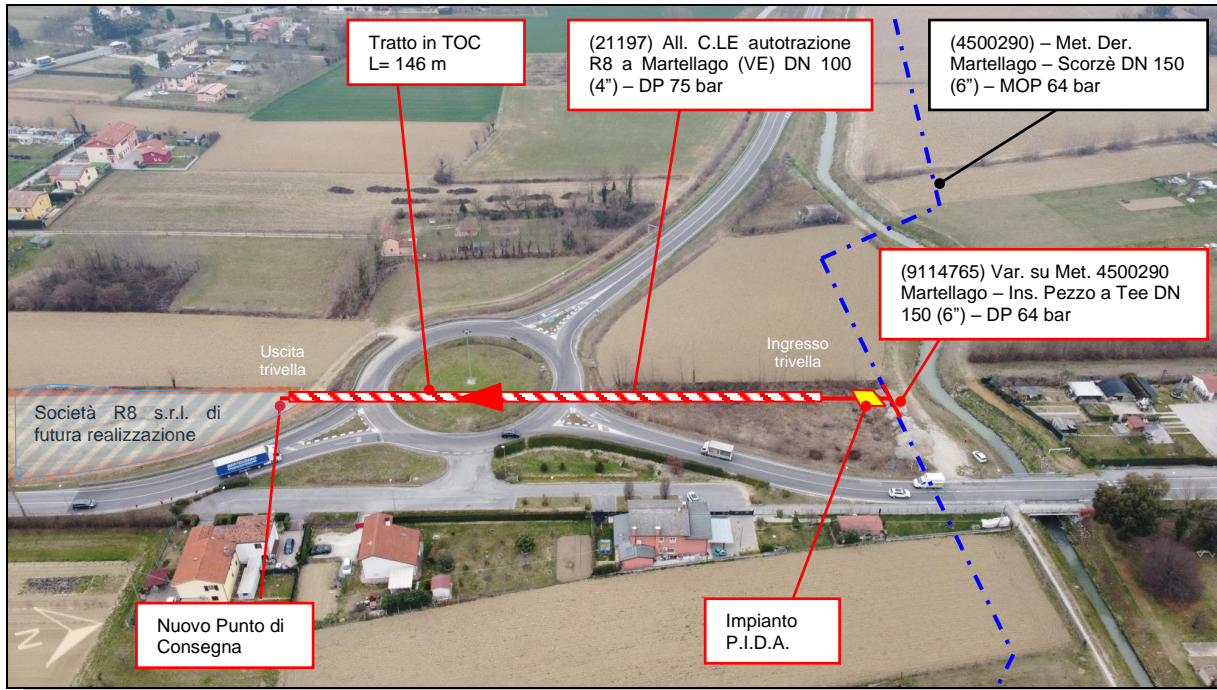 Tratto in TOC
L= 146 m
(21197) All. C.LE autotrazione
R8 a Martellago (VE) DN 100
(4”) – DP 75 bar
(4500290) – Met. Der.
Martellago – Scorzè DN 150
(6”) – MOP 64 bar
(9114765) Var. su Met. 4500290
Martellago – Ins. Pezzo a Tee DN
150 (6”) – DP 64 bar
Uscita
trivella
Ingresso
trivella
Società R8 s.r.l. di
futura realizzazione
Nuovo Punto di
Consegna
Impianto
P.I.D.A.
N